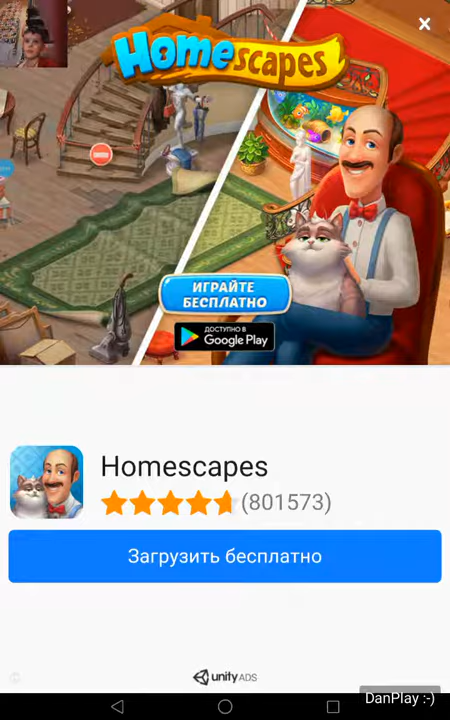 Homescapes
ИГРАЙТЕ
БЕСПЛАТНО
ДОСТУПНО В
Google Play
Homescapes
(801573)
Загрузить бесплатно
unity ADS
DanPlay :-)